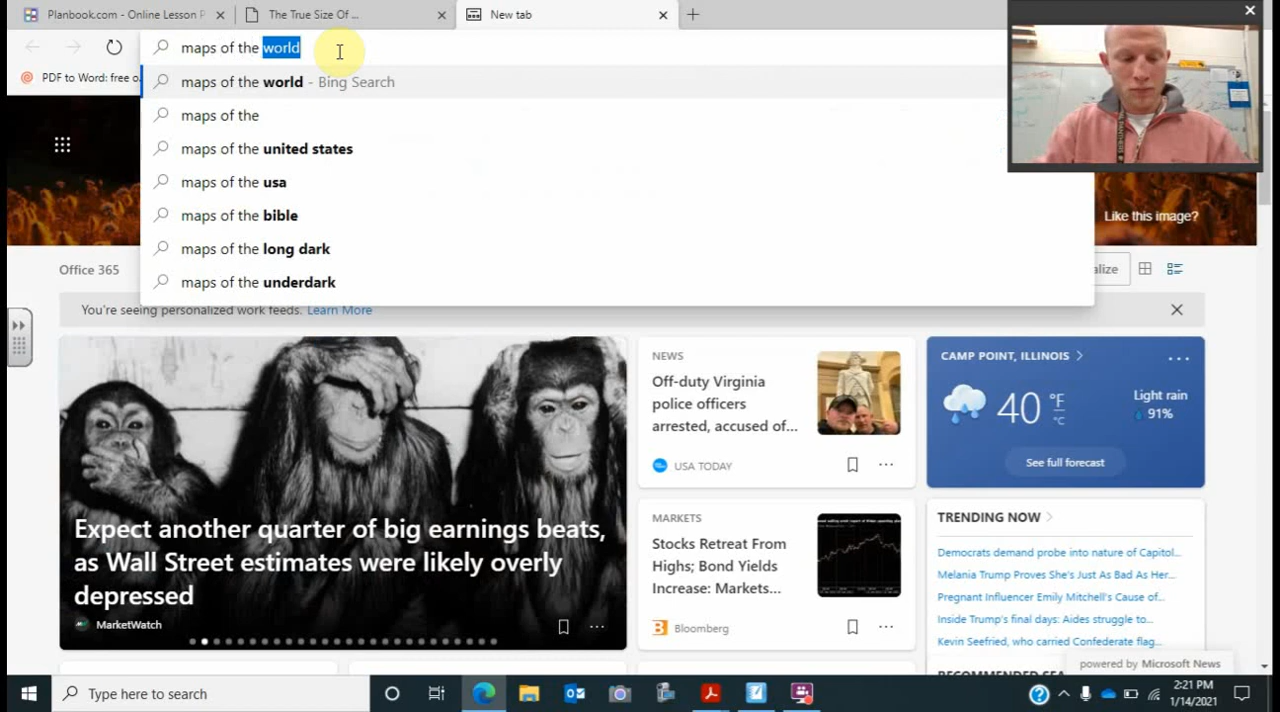 Planbook.com - Online Lesson P
The True Size Of ...
New tab
maps of the world
PDF to Word: free o
maps of the world - Bing Search
maps of the
maps of the united states
maps of the usa
maps of the bible
maps of the long dark
maps of the underdark
Like this image?
Office 365
alize
You're seeing personalized work feeds. Learn More
Expect another quarter of big earnings beats,
as Wall Street estimates were likely overly
depressed
MarketWatch
NEWS
Off-duty Virginia
police officers
arrested, accused of...
USA TODAY
MARKETS
Stocks Retreat From
Highs; Bond Yields
Increase: Markets...
B Bloomberg
CAMP POINT, ILLINOIS
40 °F
°C
Light rain
91%
See full forecast
TRENDING NOW
Democrats demand probe into nature of Capitol...
Melania Trump Proves She's Just As Bad As Her...
Pregnant Influencer Emily Mitchell's Cause of...
Inside Trump's final days: Aides struggle to...
Kevin Seefried, who carried Confederate flag...
powered by Microsoft News
Type here to search
2:21 PM
1/14/2021